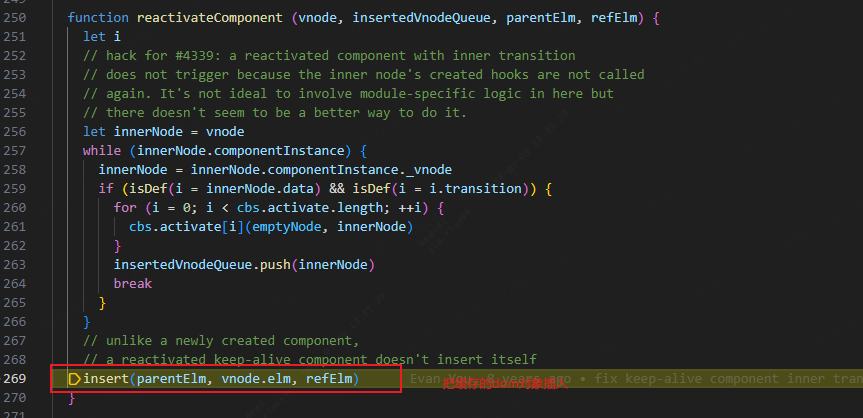 250 function reactivateComponent (vnode, insertedVnodeQueue, parentElm, refElm) {
251 let i
252 // hack for #4339: a reactivated component with inner transition
253 // does not trigger because the inner node's created hooks are not called
254 // again. It's not ideal to involve module-specific logic in here but
255 // there doesn't seem to be a better way to do it.
256 let innerNode = vnode
257 while (innerNode.componentInstance) {
258 innerNode = innerNode.componentInstance._vnode
259 if (isDef(i = innerNode.data) && isDef(i = i.transition)) {
260 for (i = 0; i < cbs.activate.length; ++i) {
261 cbs.activate[i](emptyNode, innerNode)
262 }
263 insertedVnodeQueue.push(innerNode)
264 break
265 }
266 }
267 // unlike a newly created component,
268 // a reactivated keep-alive component doesn't insert itself
269 insert(parentElm, vnode.elm, refElm) Evan You, 8 years ago • fix keep-alive component inner tran
把缓存的dom对象插入
270 }